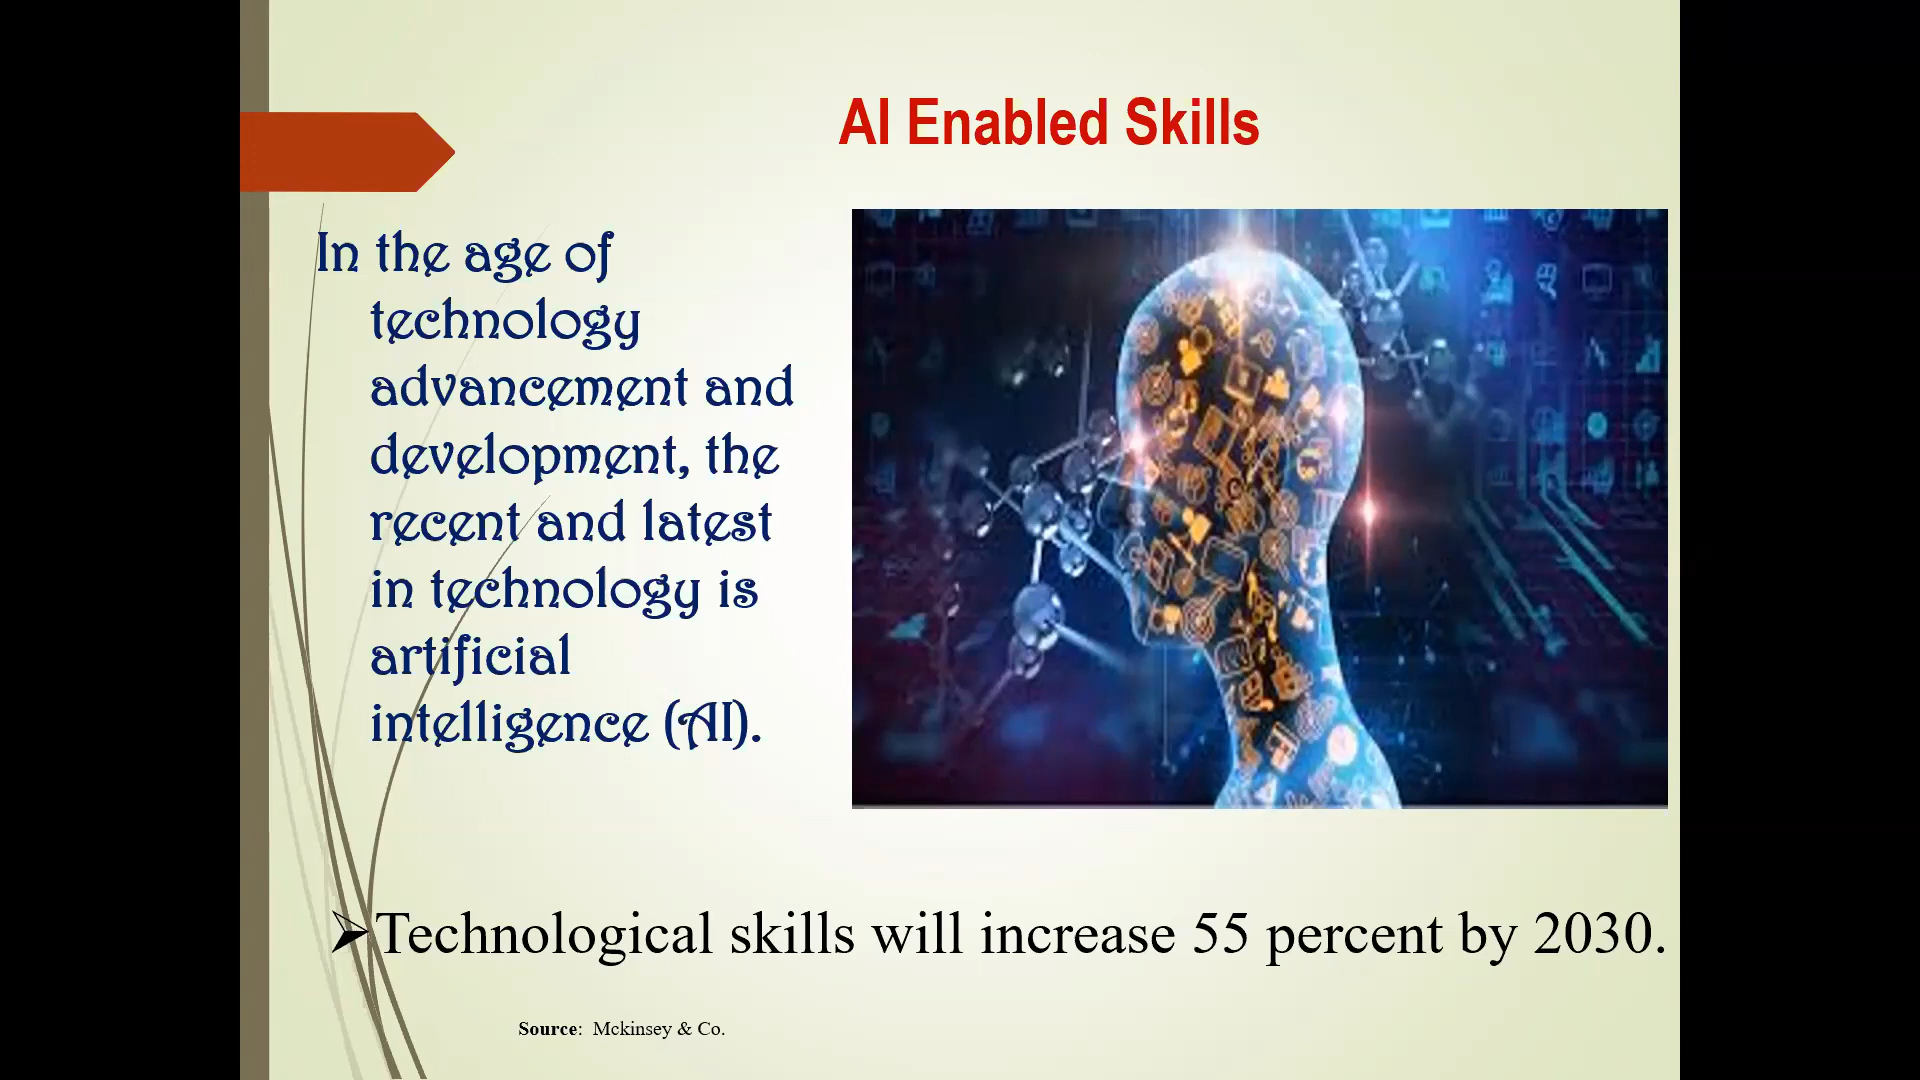 AI Enabled Skills
In the age of
technology
advancement and
development, the
recent and latest
in technology is
artificial
intelligence (AI).
➢Technological skills will increase 55 percent by 2030.
Source: Mckinsey & Co.